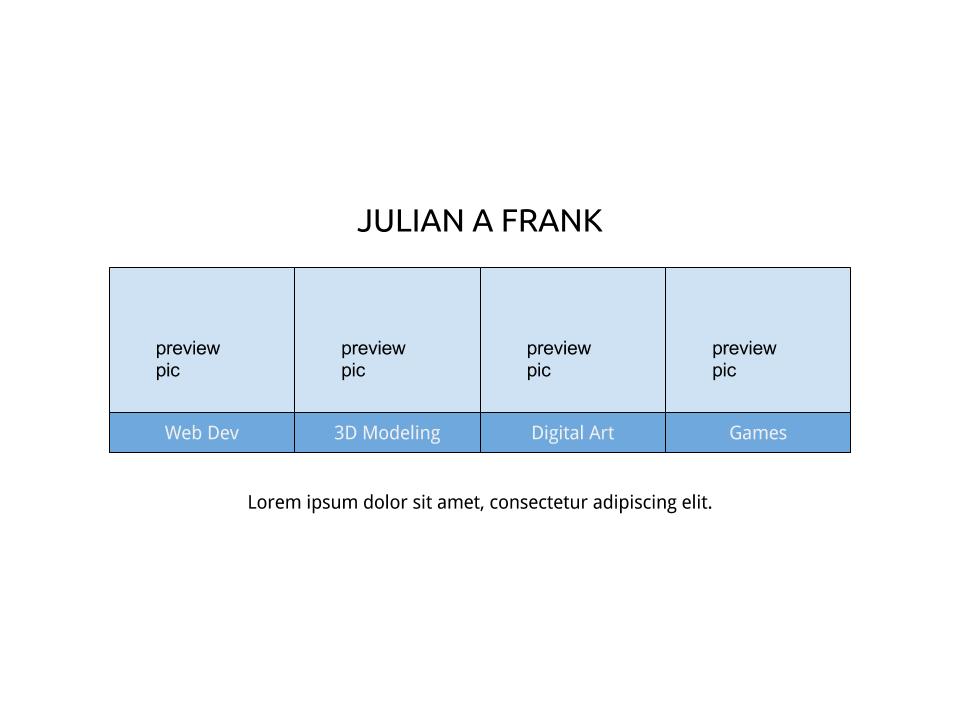 JULIAN A FRANK
preview
pic
preview
pic
preview
pic
preview
pic
Web Dev
3D Modeling
Digital Art
Games
Lorem ipsum dolor sit amet, consectetur adipiscing elit.